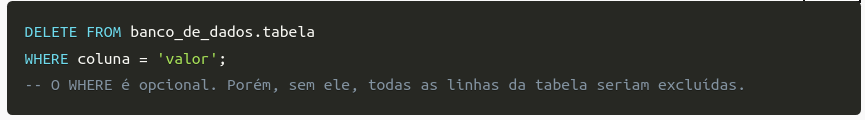 DELETE FROM banco_de_dados.tabela
WHERE coluna = 'valor';
-- O WHERE é opcional. Porém, sem ele, todas as linhas da tabela seriam excluídas.